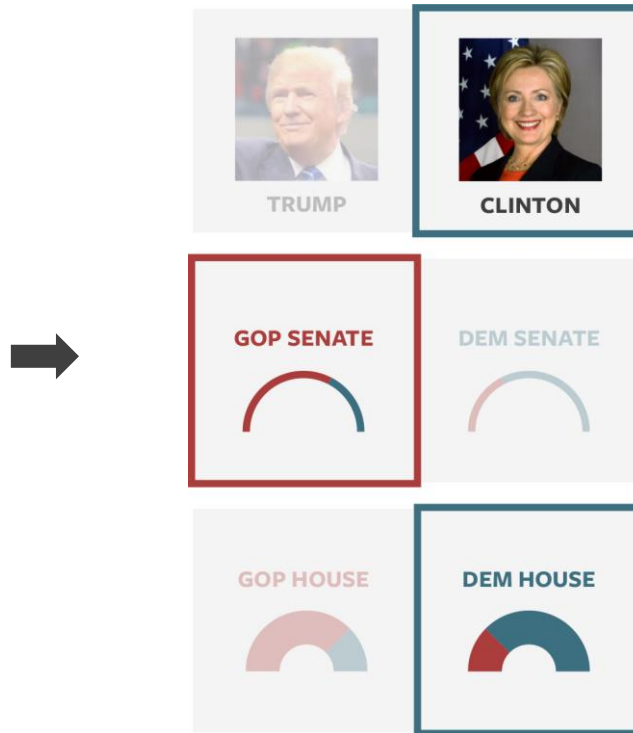 TRUMP
CLINTON
GOP SENATE
DEM SENATE
GOP HOUSE
DEM HOUSE